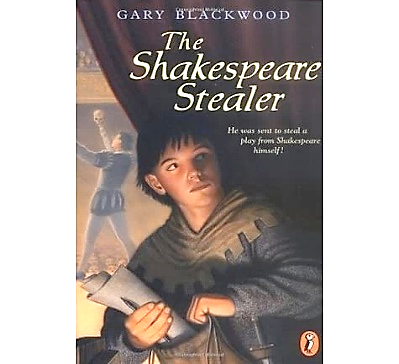 GARY BLACKWOOD
The
Shakespeare
Stealer
He was sent to steal a
play from Shakespeare
himself!